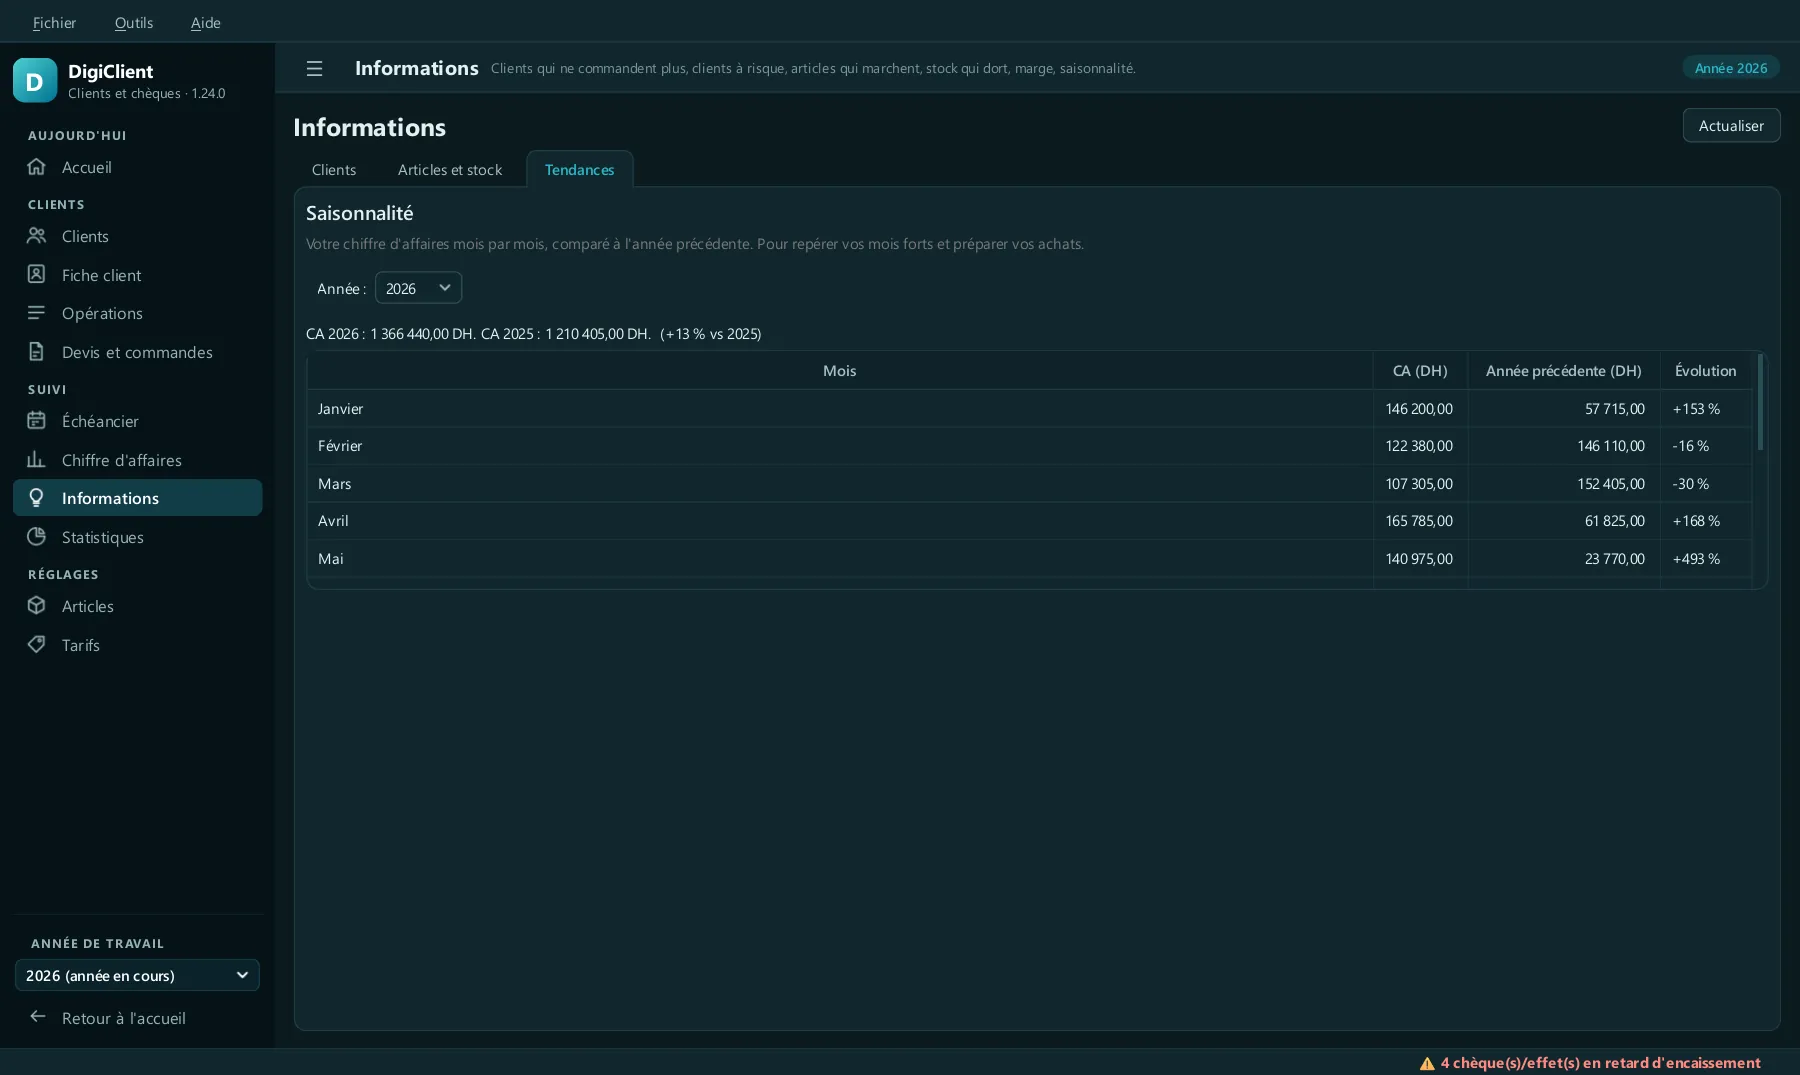 Fichier Outils Aide
DigiClient
Clients et chèques · 1.24.0
AUJOURD'HUI
Accueil
CLIENTS
Clients
Fiche client
Opérations
Devis et commandes
SUIVI
Échéancier
Chiffre d'affaires
Informations
Statistiques
RÉGLAGES
Articles
Tarifs
ANNÉE DE TRAVAIL
2026 (année en cours)
Retour à l'accueil
Informations Clients qui ne commandent plus, clients à risque, articles qui marchent, stock qui dort, marge, saisonnalité. Année 2026
Informations Actualiser
Clients Articles et stock Tendances
Saisonnalité
Votre chiffre d'affaires mois par mois, comparé à l'année précédente. Pour repérer vos mois forts et préparer vos achats.
Année : 2026
CA 2026 : 1 366 440,00 DH. CA 2025 : 1 210 405,00 DH. (+13 % vs 2025)
Mois CA (DH) Année précédente (DH) Évolution
Janvier 146 200,00 57 715,00 +153 %
Février 122 380,00 146 110,00 -16 %
Mars 107 305,00 152 405,00 -30 %
Avril 165 785,00 61 825,00 +168 %
Mai 140 975,00 23 770,00 +493 %
4 chèque(s)/effet(s) en retard d'encaissement